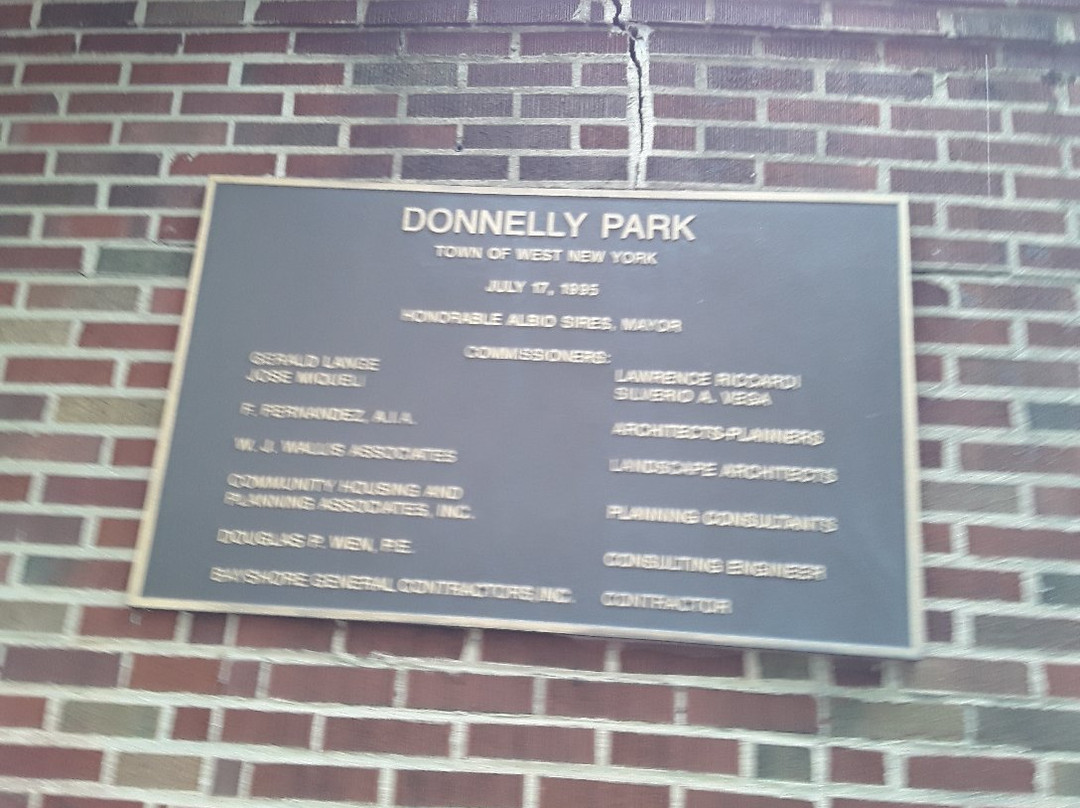 DONNELLY PARK
TOWN OF WEST NEW YORK
JULY 17, 1995
HONORABLE ALBIO SIRES, MAYOR
COMMISSIONERS:
GERALD LANGE
JOSE MIQUELI
LAWRENCE RICCARDI
SILVERIO A. VEGA
F. FERNANDEZ, A.I.A. ARCHITECTS-PLANNERS
W. J. WALLIS ASSOCIATES LANDSCAPE ARCHITECTS
COMMUNITY HOUSING AND
PLANNING ASSOCIATES, INC. PLANNING CONSULTANTS
DOUGLAS P. P.E. CONSULTING ENGINEER
BAYSHORE GENERAL CONTRACTORS, INC. CONTRACTOR